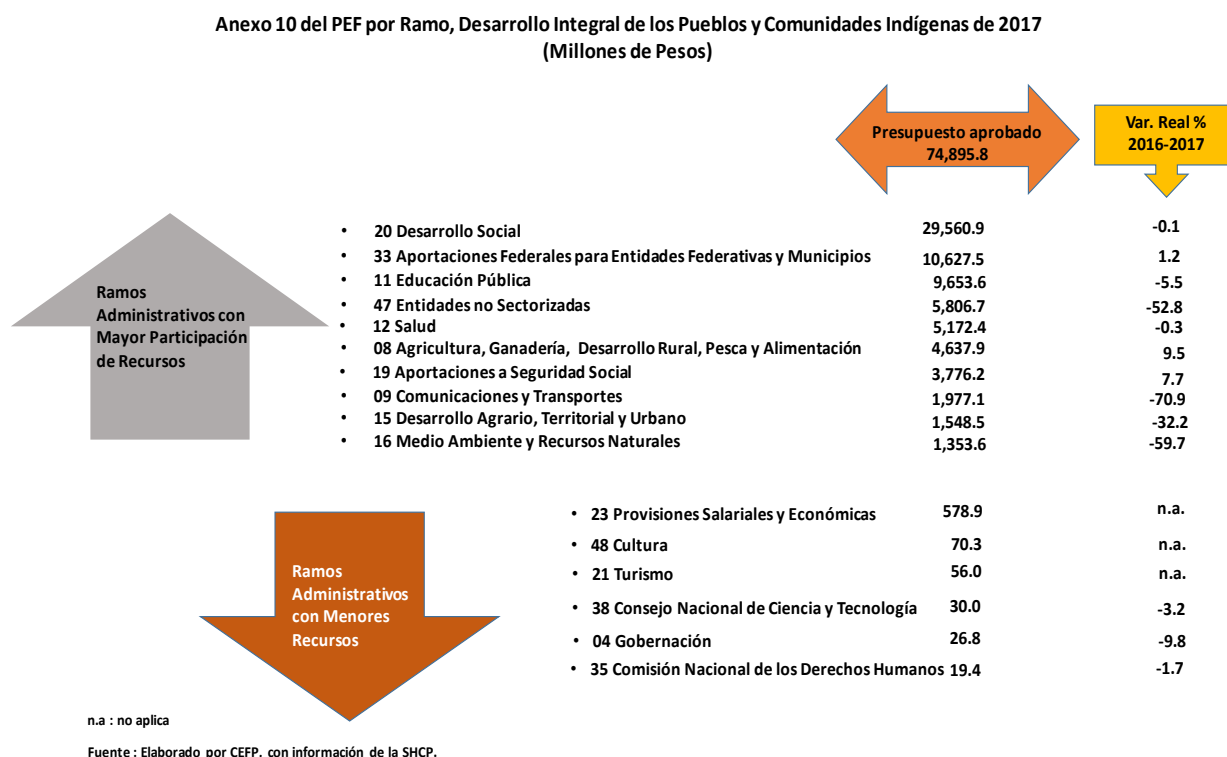 Anexo 10 del PEF por Ramo, Desarrollo Integral de los Pueblos y Comunidades Indígenas de 2017
(Millones de Pesos)
Presupuesto aprobado
74,895.8
Var. Real %
2016-2017
Ramos
Administrativos con
Mayor Participación
de Recursos
• 20 Desarrollo Social 29,560.9 -0.1
• 33 Aportaciones Federales para Entidades Federativas y Municipios 10,627.5 1.2
• 11 Educación Pública 9,653.6 -5.5
• 47 Entidades no Sectorizadas 5,806.7 -52.8
• 12 Salud 5,172.4 -0.3
• 08 Agricultura, Ganadería, Desarrollo Rural, Pesca y Alimentación 4,637.9 9.5
• 19 Aportaciones a Seguridad Social 3,776.2 7.7
• 09 Comunicaciones y Transportes 1,977.1 -70.9
• 15 Desarrollo Agrario, Territorial y Urbano 1,548.5 -32.2
• 16 Medio Ambiente y Recursos Naturales 1,353.6 -59.7
Ramos
Administrativos
con Menores
Recursos
• 23 Provisiones Salariales y Económicas 578.9 n.a.
• 48 Cultura 70.3 n.a.
• 21 Turismo 56.0 n.a.
• 38 Consejo Nacional de Ciencia y Tecnología 30.0 -3.2
• 04 Gobernación 26.8 -9.8
• 35 Comisión Nacional de los Derechos Humanos 19.4 -1.7
n.a : no aplica
Fuente : Elaborado por CEFP, con información de la SHCP.